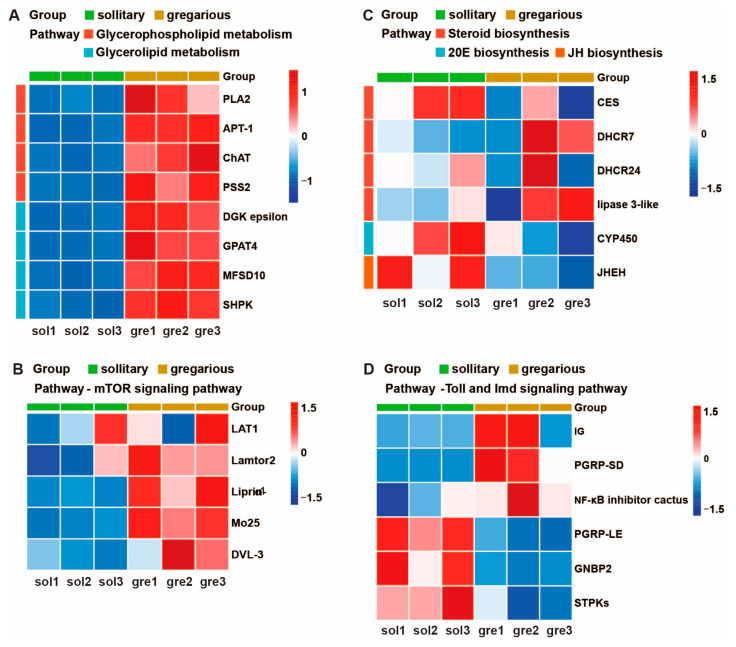 A
Group sollitary gregarious
Pathway Glycerophospholipid metabolism
Glycerolipid metabolism
Group
PLA2
APT-1
ChAT
PSS2
DGK epsilon
GPAT4
MFSD10
SHPK
sol1 sol2 sol3 gre1 gre2 gre3
1
0
−1
B
Group sollitary gregarious
Pathway - mTOR signaling pathway
Group
LAT1
Lamtor2
Liprinα1-
Mo25
DVL-3
sol1 sol2 sol3 gre1 gre2 gre3
1.5
0
−1.5
C
Group sollitary gregarious
Pathway Steroid biosynthesis
20E biosynthesis JH biosynthesis
Group
CES
DHCR7
DHCR24
lipase 3-like
CYP450
JHEH
sol1 sol2 sol3 gre1 gre2 gre3
1.5
0
−1.5
D
Group sollitary gregarious
Pathway -Toll and Imd signaling pathway
Group
IG
PGRP-SD
NF-κB inhibitor cactus
PGRP-LE
GNBP2
STPKs
sol1 sol2 sol3 gre1 gre2 gre3
1.5
0
−1.5